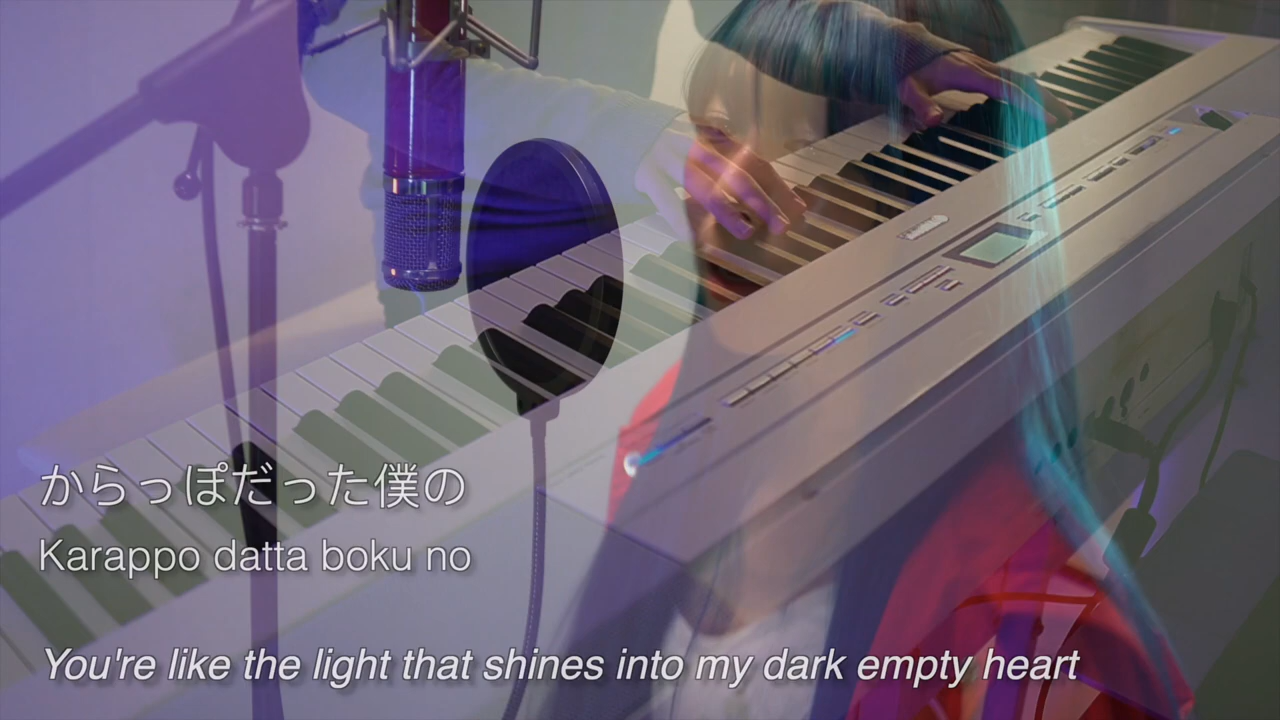 からっぽだった僕の
Karappo datta boku no
You're like the light that shines into my dark empty heart